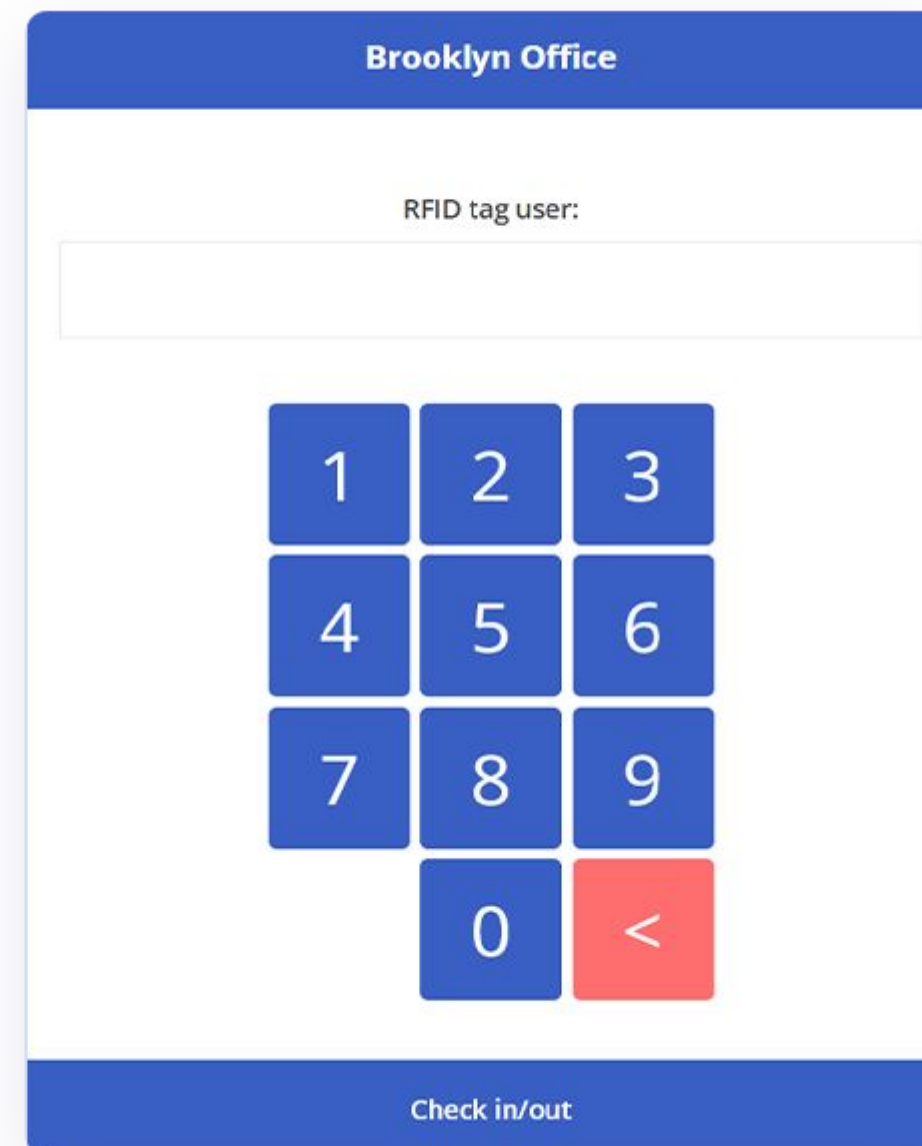 Brooklyn Office
RFID tag user:
1 2 3
4 5 6
7 8 9
0 <
Check in/out